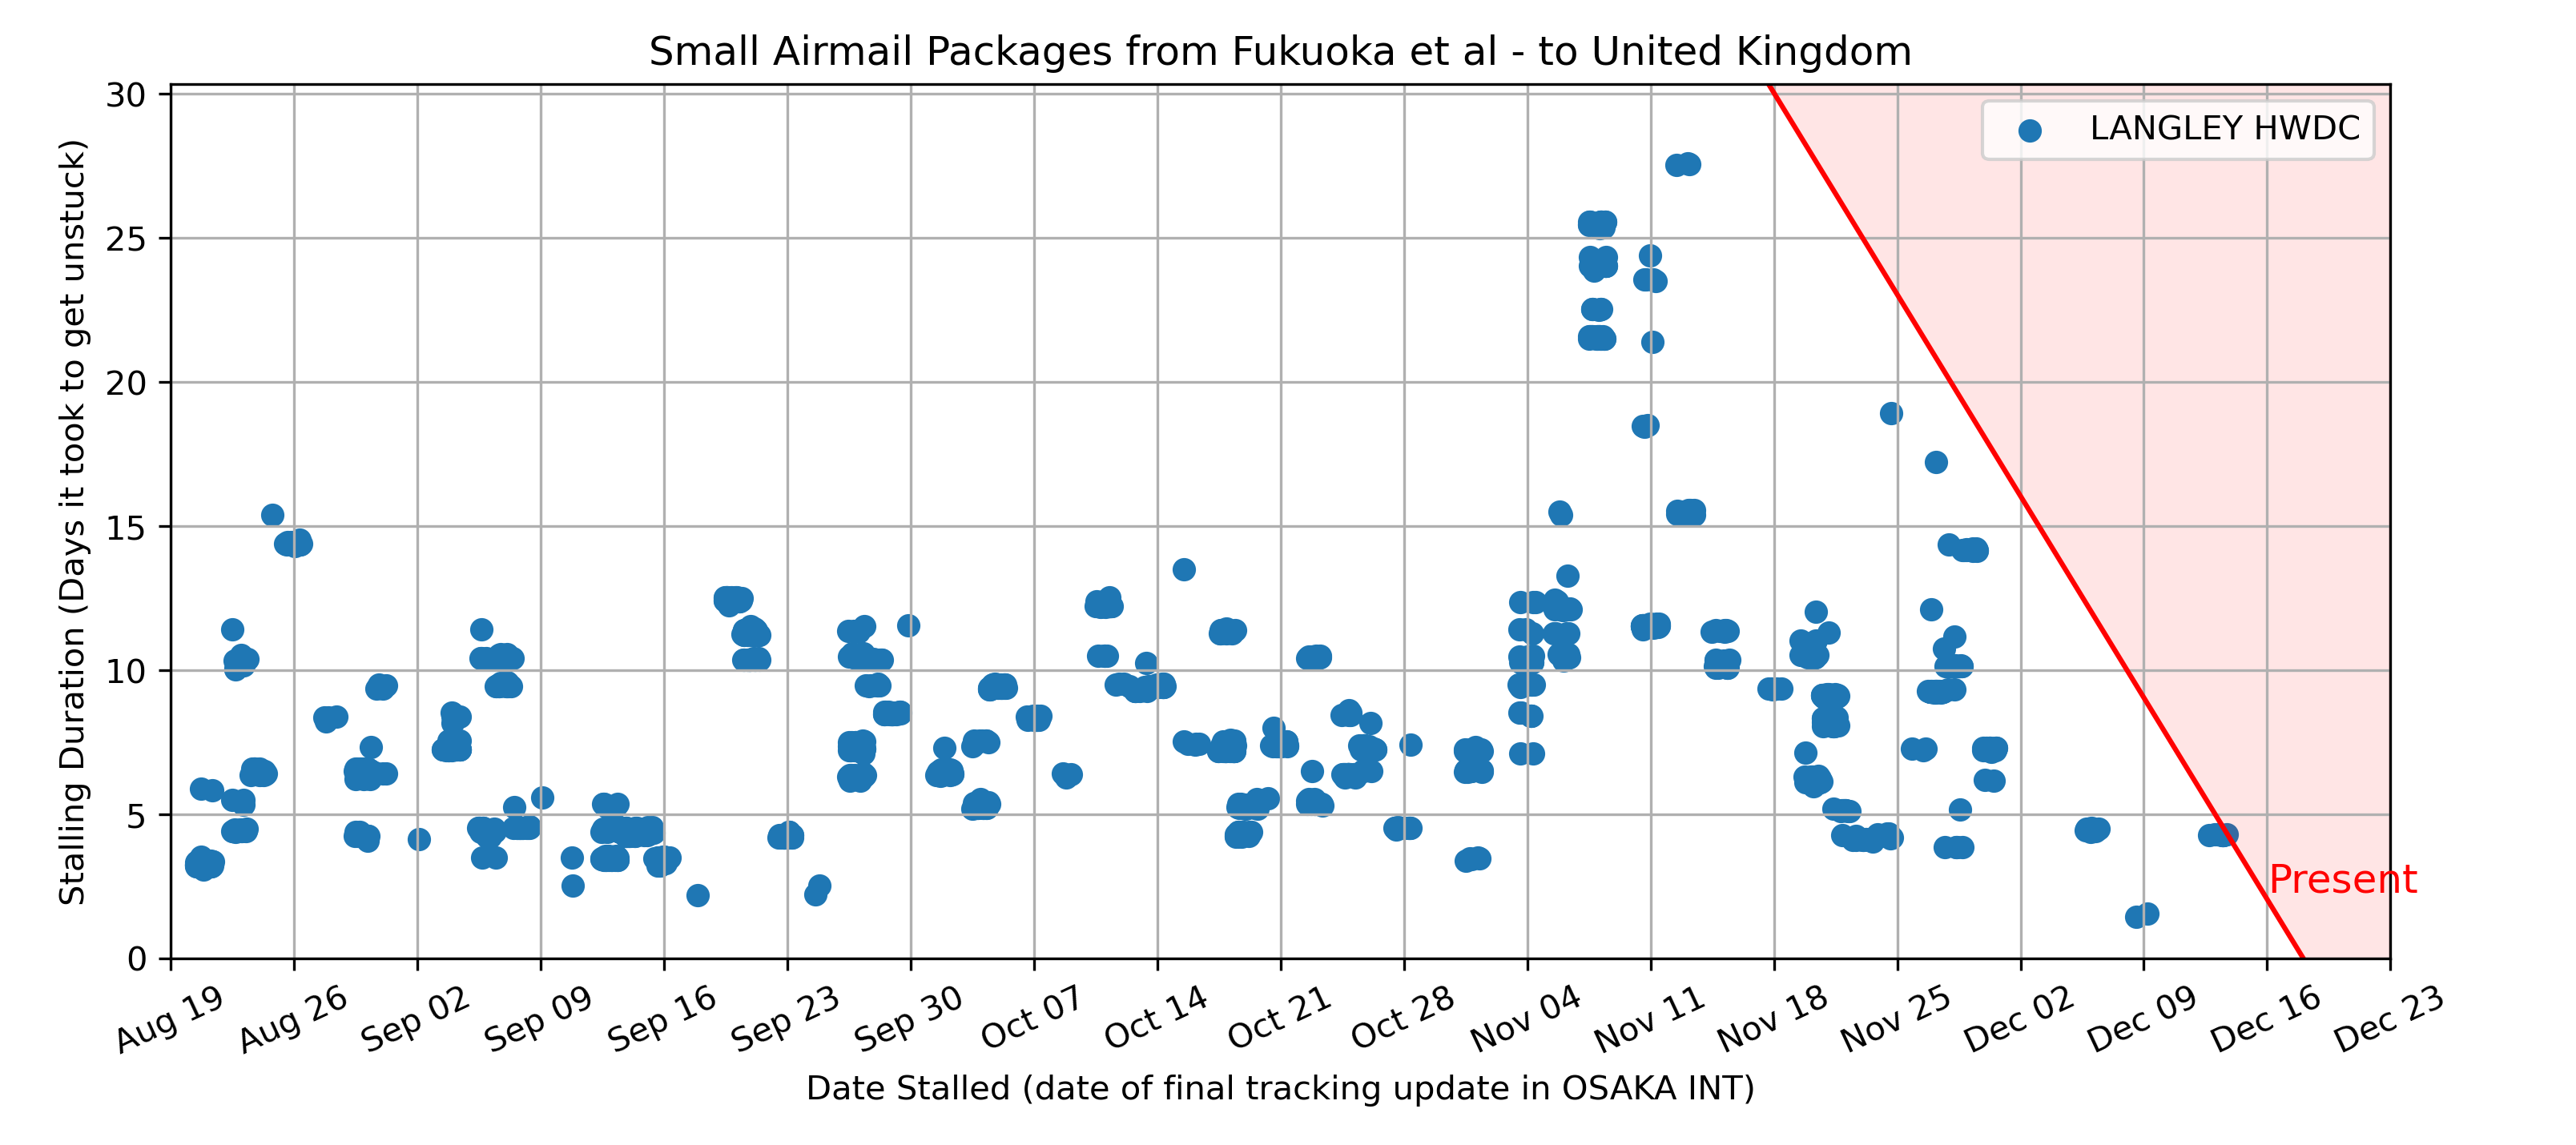 Small Airmail Packages from Fukuoka et al - to United Kingdom
Stalling Duration (Days it took to get unstuck)
30
25
20
15
10
5
0
LANGLEY HWDC
Present
Aug 19
Aug 26
Sep 02
Sep 09
Sep 16
Sep 23
Sep 30
Oct 07
Oct 14
Oct 21
Oct 28
Nov 04
Nov 11
Nov 18
Nov 25
Dec 02
Dec 09
Dec 16
Dec 23
Date Stalled (date of final tracking update in OSAKA INT)